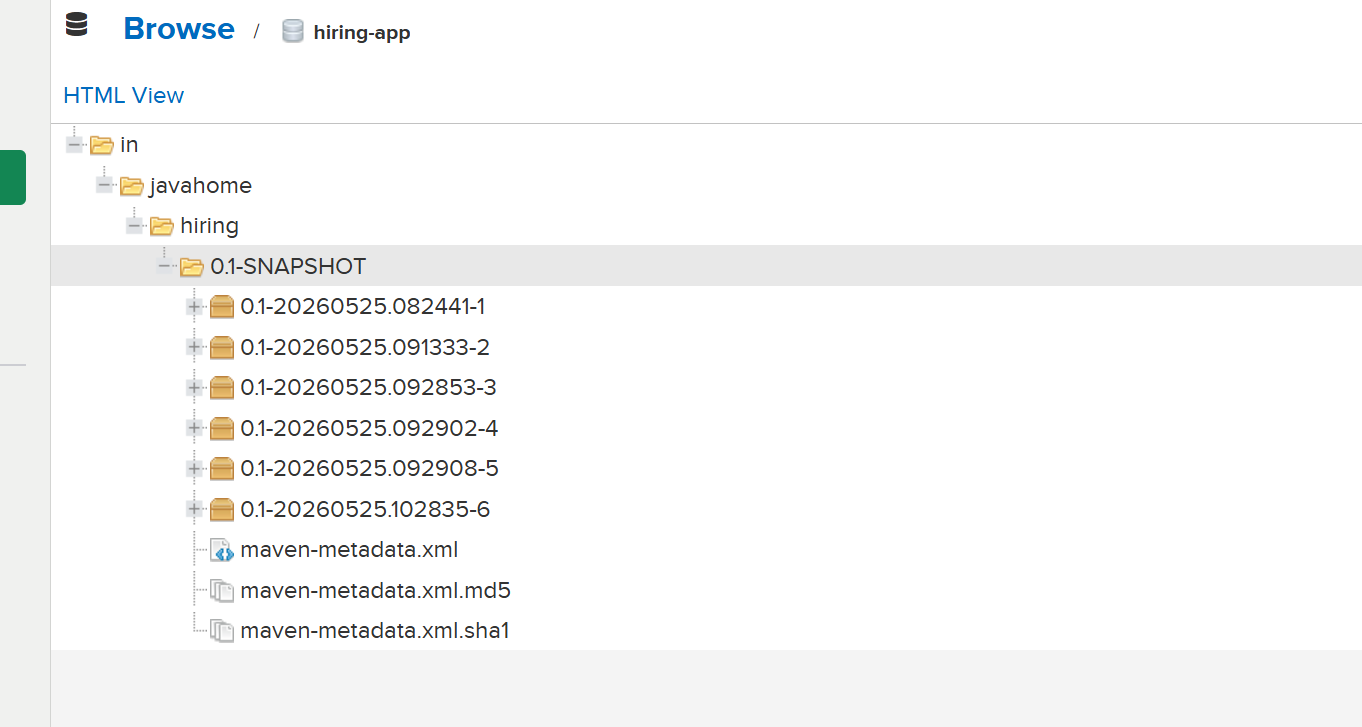 Browse / hiring-app
HTML View
in
javahome
hiring
0.1-SNAPSHOT
0.1-20260525.082441-1
0.1-20260525.091333-2
0.1-20260525.092853-3
0.1-20260525.092902-4
0.1-20260525.092908-5
0.1-20260525.102835-6
maven-metadata.xml
maven-metadata.xml.md5
maven-metadata.xml.sha1